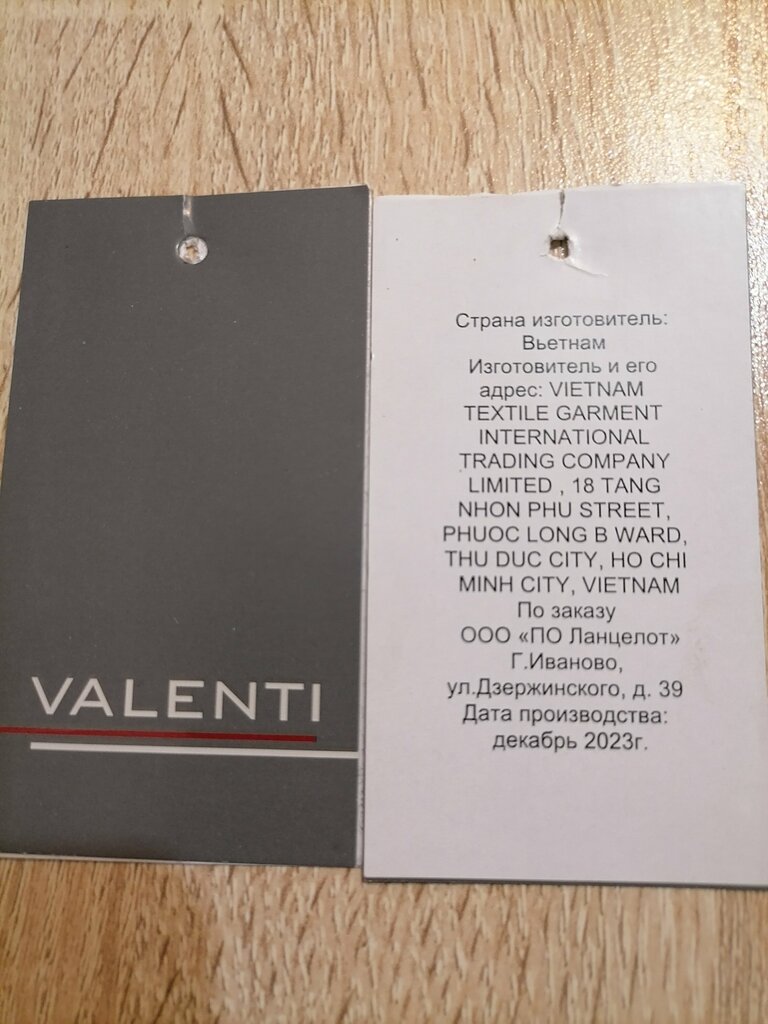 VALENTI
Страна изготовитель:
Вьетнам
Изготовитель и его
адрес: VIETNAM
TEXTILE GARMENT
INTERNATIONAL
TRADING COMPANY
LIMITED , 18 TANG
NHON PHU STREET,
PHUOC LONG B WARD,
THU DUC CITY, HO CHI
MINH CITY, VIETNAM
По заказу
ООО «ПО Ланцелот»
Г.Иваново,
ул.Дзержинского, д. 39
Дата производства:
декабрь 2023г.